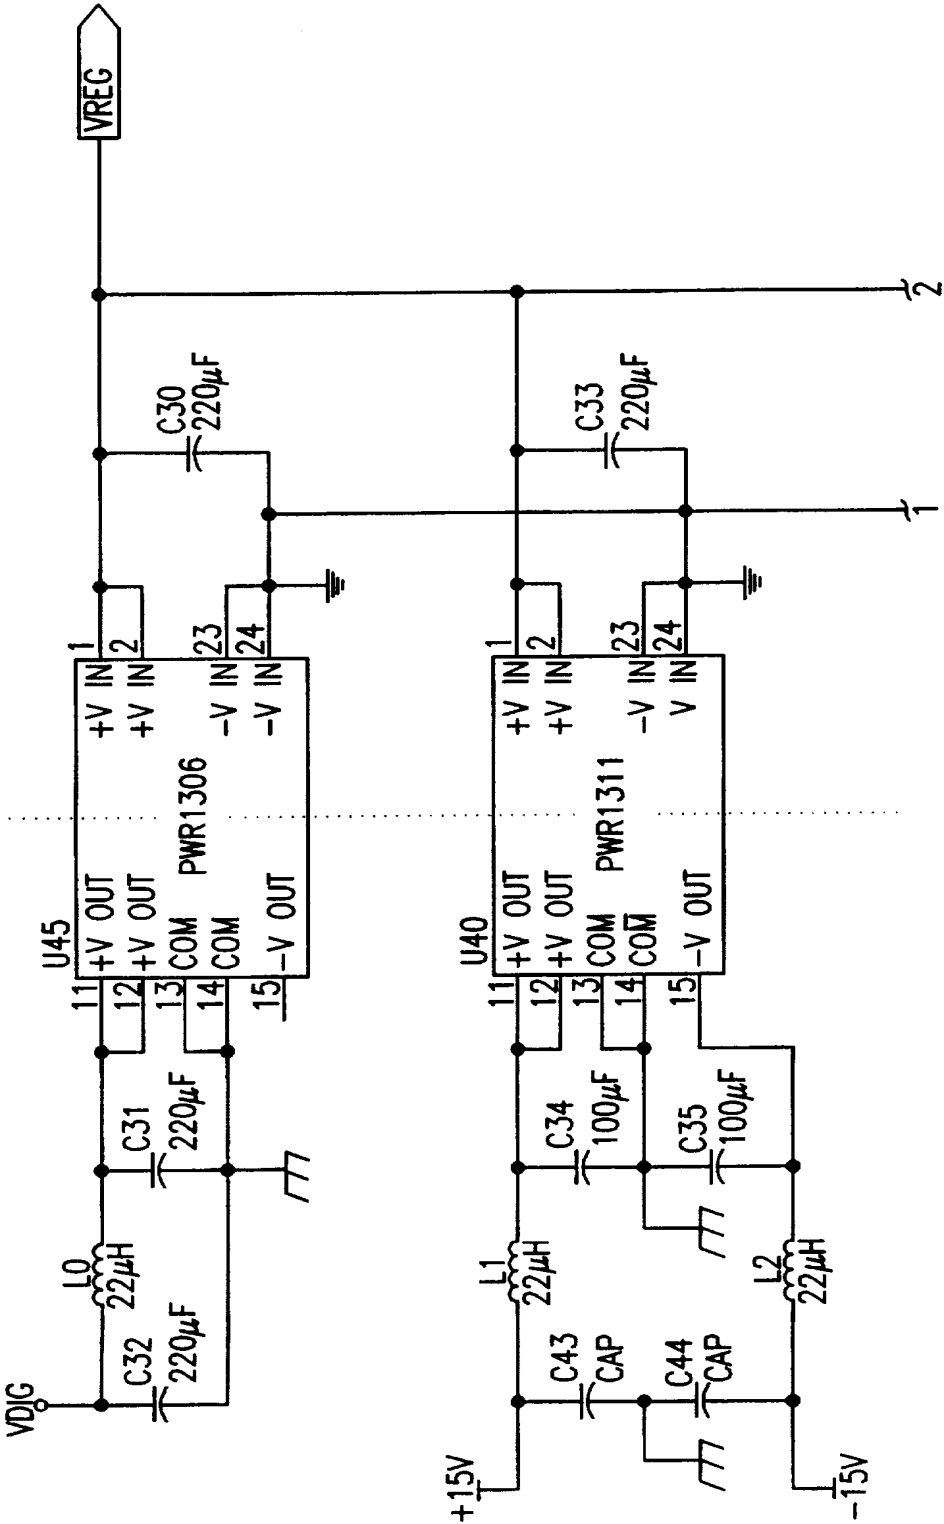 VREG
C30
220μF
1
2
23
24
+V IN
+V IN
-V IN
-V IN
PWR1306
U45
+V OUT
+V OUT
COM
COM
-V OUT
11
12
13
14
15
C31
220μF
L0
22μH
C32
220μF
VDIG
2
1
C33
220μF
1
2
23
24
+V IN
+V IN
-V IN
V IN
PWR1311
U40
+V OUT
+V OUT
COM
COM̅
-V OUT
11
12
13
14
15
C34
100μF
C35
100μF
L1
22μH
L2
22μH
C43
CAP
C44
CAP
+15V
-15V